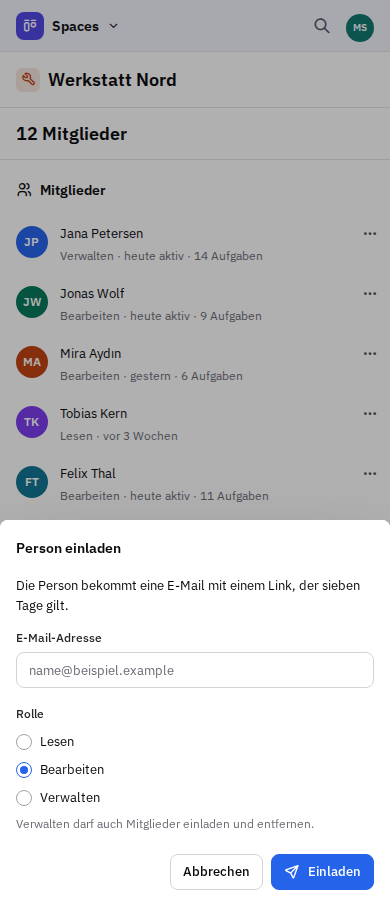 Spaces
MS
Werkstatt Nord
12 Mitglieder
Mitglieder
JP
Jana Petersen
Verwalten · heute aktiv · 14 Aufgaben
JW
Jonas Wolf
Bearbeiten · heute aktiv · 9 Aufgaben
MA
Mira Aydın
Bearbeiten · gestern · 6 Aufgaben
TK
Tobias Kern
Lesen · vor 3 Wochen
FT
Felix Thal
Bearbeiten · heute aktiv · 11 Aufgaben
Person einladen
Die Person bekommt eine E-Mail mit einem Link, der sieben
Tage gilt.
E-Mail-Adresse
name@beispiel.example
Rolle
Lesen
Bearbeiten
Verwalten
Verwalten darf auch Mitglieder einladen und entfernen.
Abbrechen
Einladen